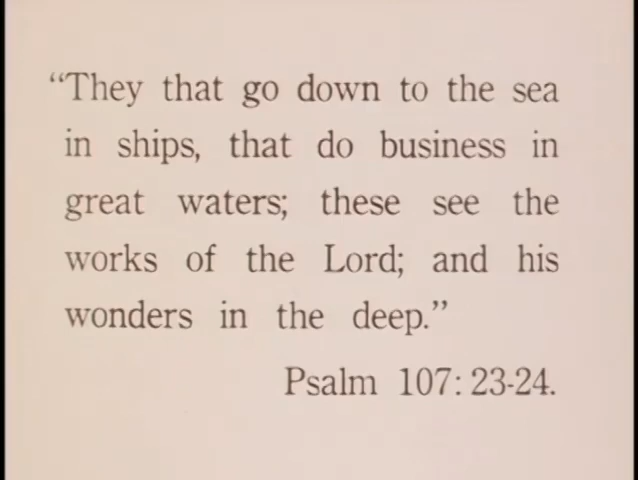 “They that go down to the sea
in ships, that do business in
great waters; these see the
works of the Lord; and his
wonders in the deep.”
Psalm 107: 23-24.